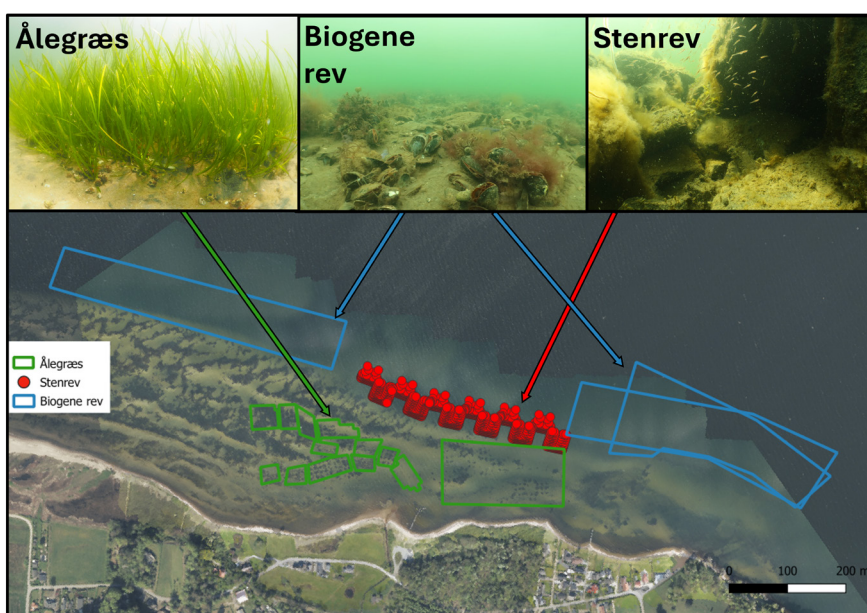 Ålegræs
Biogene
rev
Stenrev
Ålegræs
Stenrev
Biogene rev
0 100 200 m